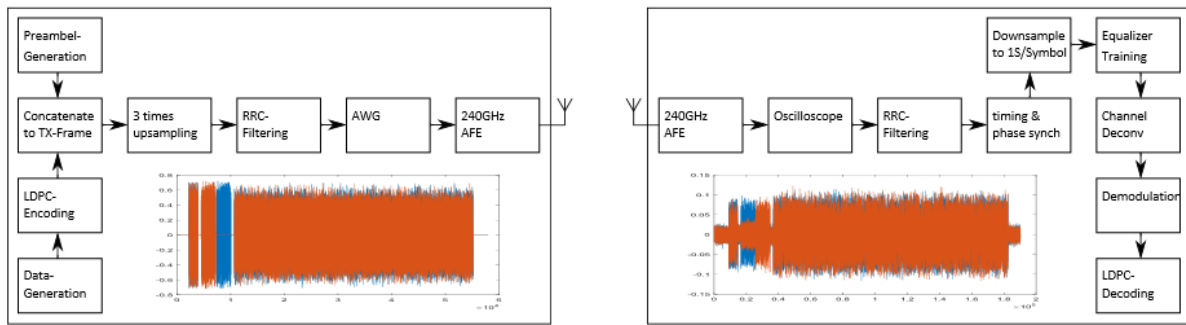 Preambel-
Generation
Concatenate
to TX-Frame
3 times
upsampling
RRC-
Filtering
AWG
240GHz
AFE
LDPC-
Encoding
Data-
Generation
0.8
0.6
0.4
0.2
0
-0.2
-0.4
-0.6
-0.8
0
1
2
3
4
5
6
240GHz
AFE
Oscilloscope
RRC-
Filtering
timing &
phase synch
Downsample
to 1S/Symbol
Equalizer
Training
Channel
Deconv
Demodulation
LDPC-
Decoding
0.15
0.1
0.05
0
-0.05
-0.1
-0.15
0
0.2
0.4
0.6
0.8
1
1.2
1.4
1.6
1.8
2